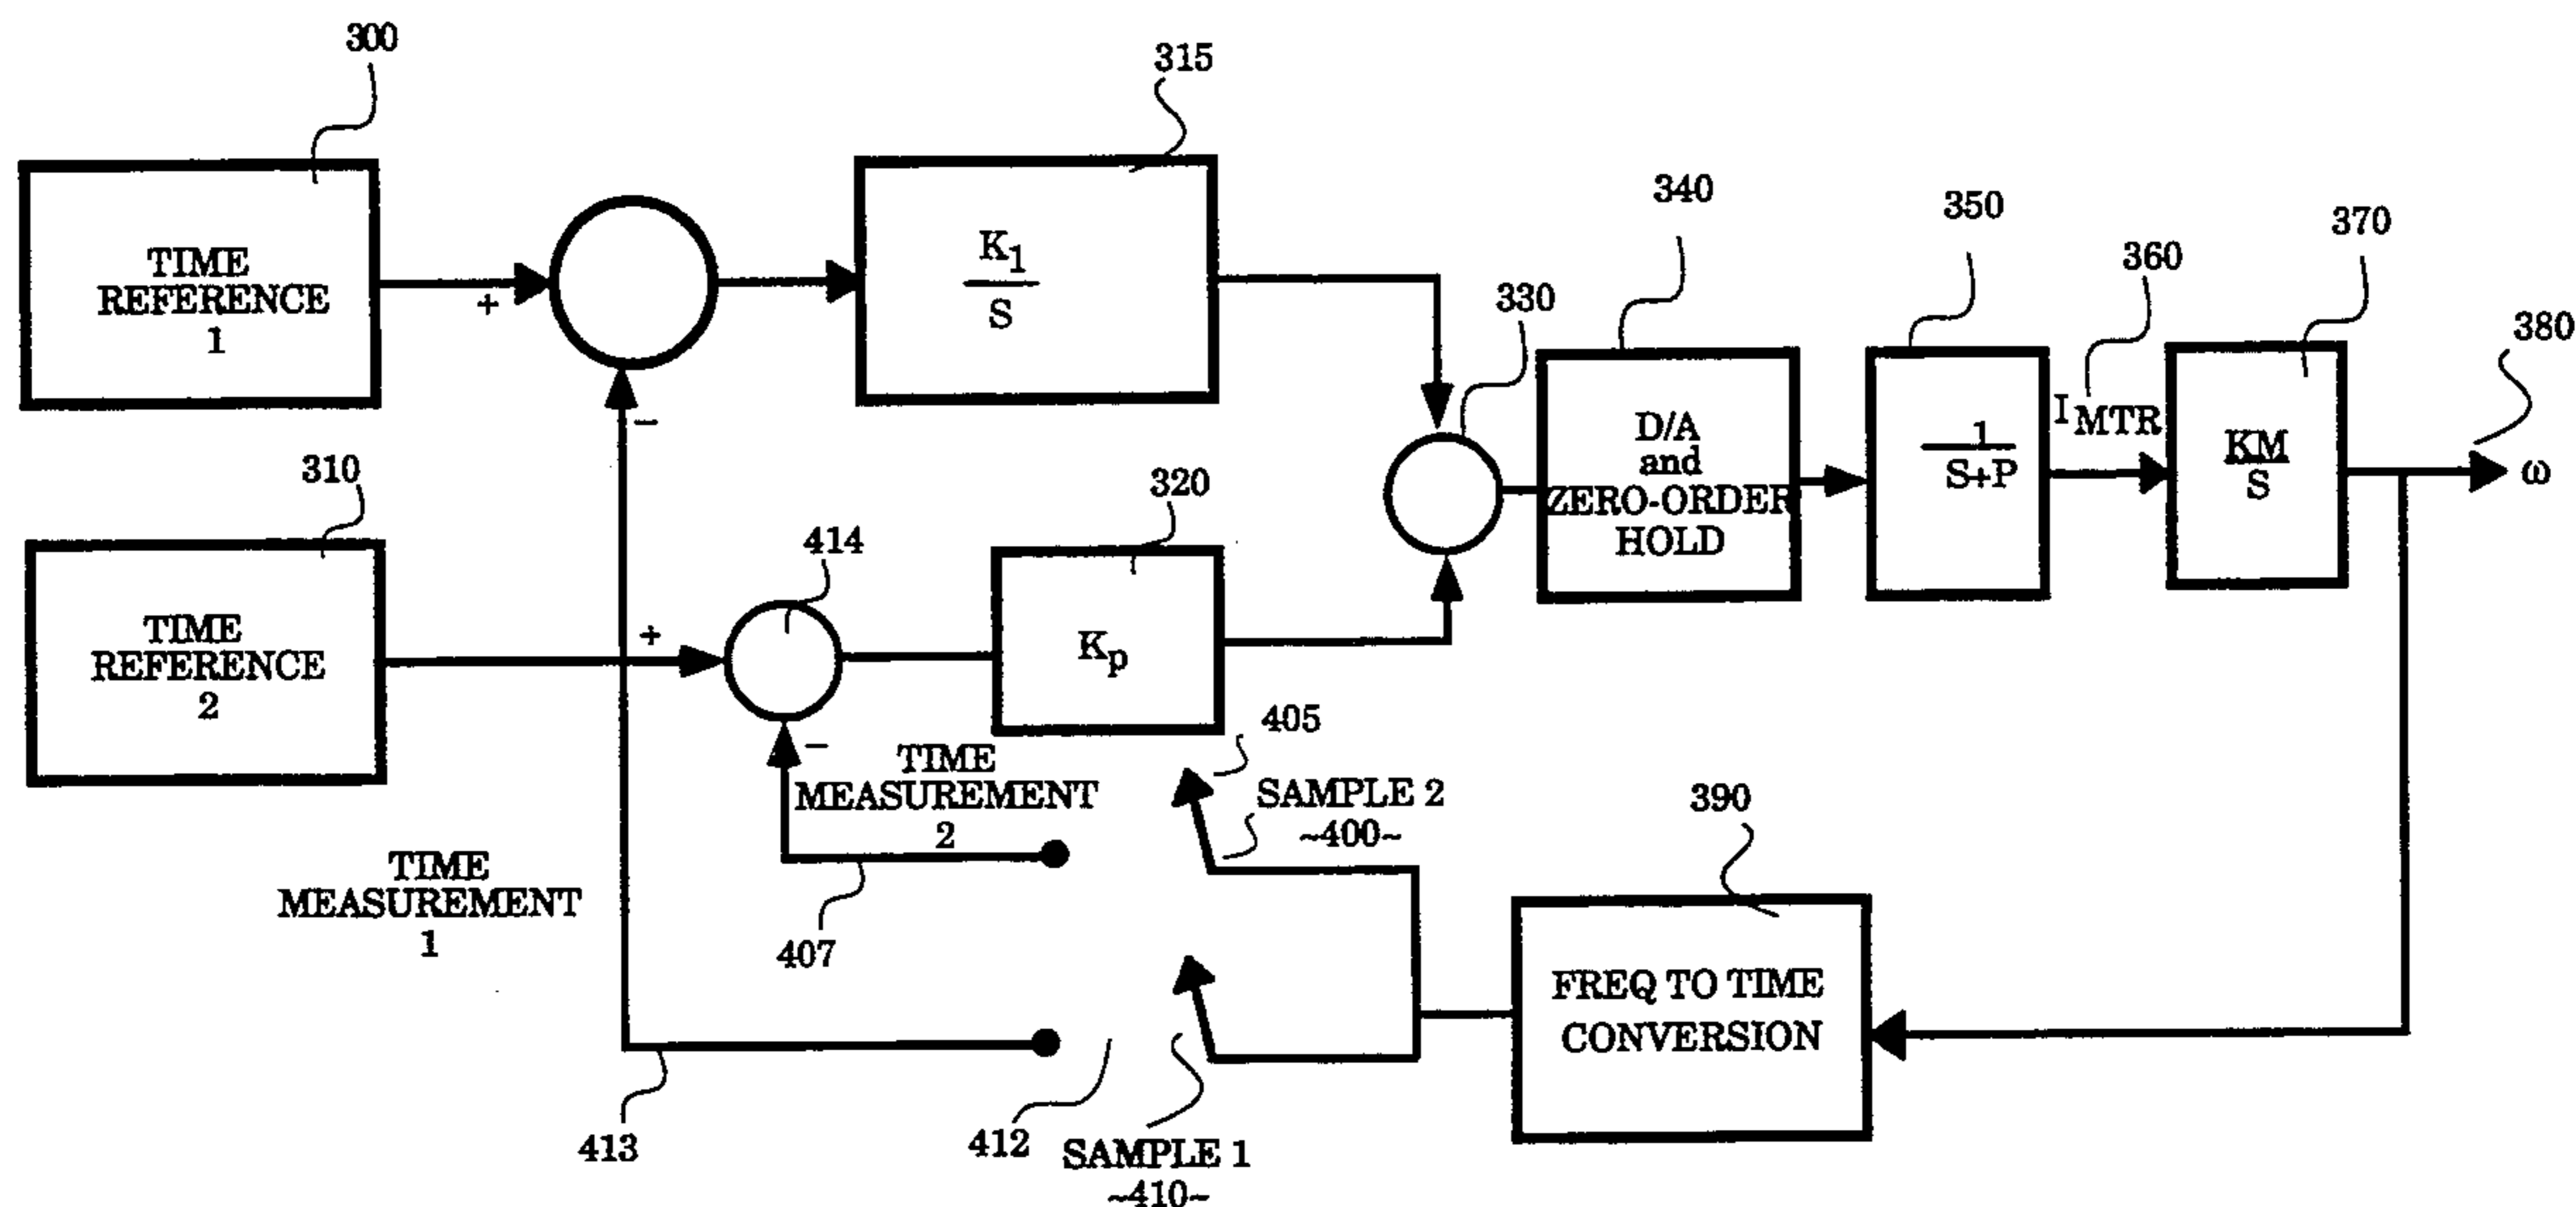 300
315
340
350
360
370
380
330
TIME
REFERENCE
1
+
−
K1
S
D/A
and
ZERO-ORDER
HOLD
1
S+P
I MTR
KM
S
ω
310
414
320
TIME
REFERENCE
2
+
−
Kp
405
TIME
MEASUREMENT
2
SAMPLE 2
~400~
390
TIME
MEASUREMENT
1
407
FREQ TO TIME
CONVERSION
413
412
SAMPLE 1
~410~